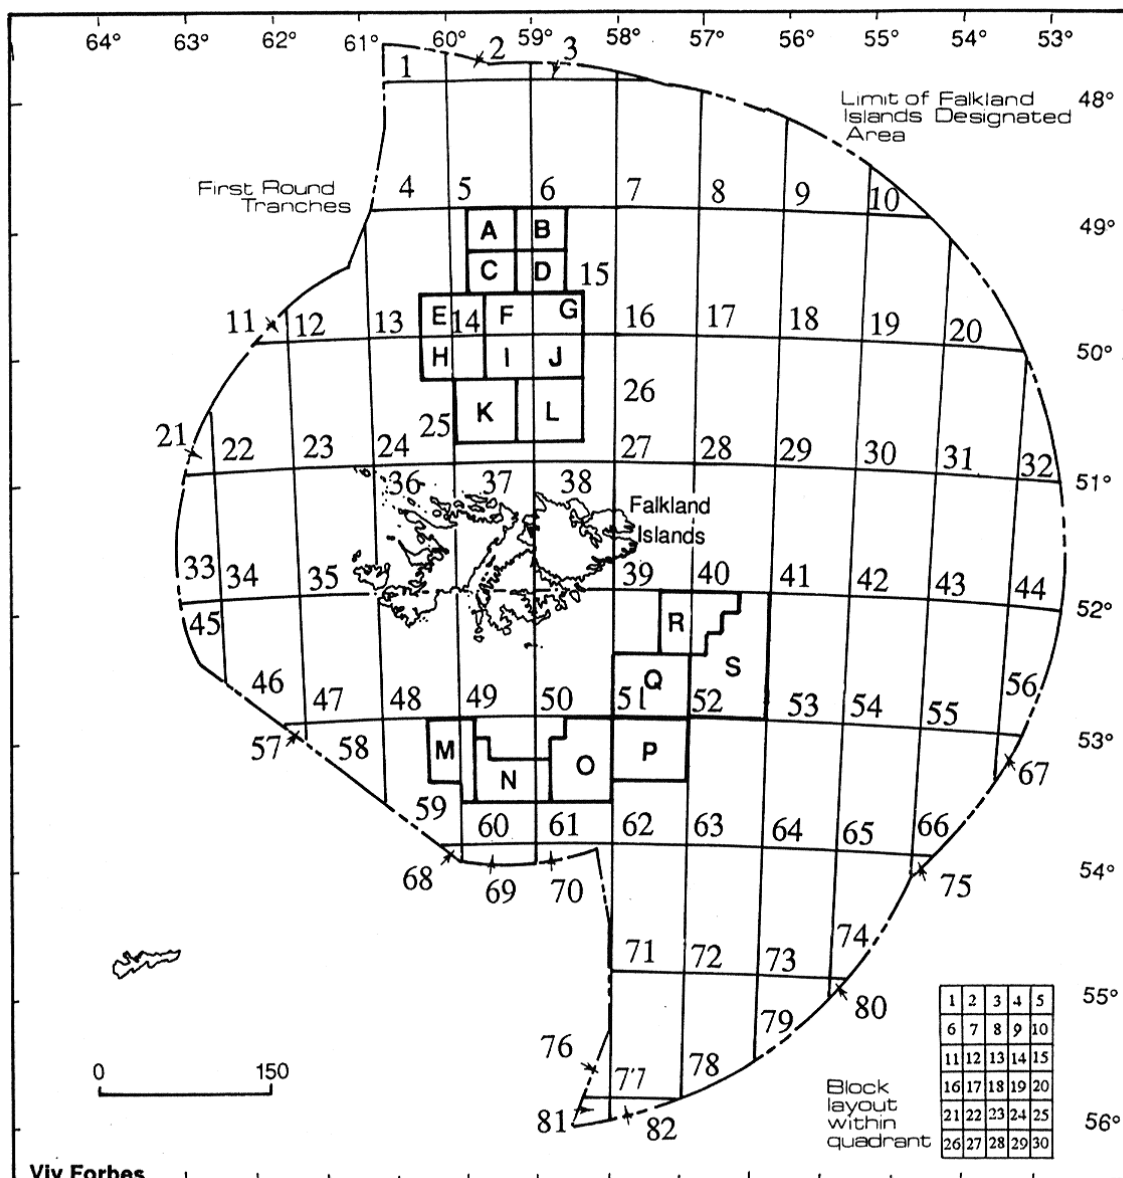 64° 63° 62° 61° 60° 59° 58° 57° 56° 55° 54° 53°
1 2 3
Limit of Falkland
Islands Designated
Area
48°
First Round
Tranches
4 5 6 7 8 9 10
A B
49°
C D 15
E 14 F G
11 12 13 16 17 18 19 20
H I J
50°
K L 26
25
21 22 23 24 27 28 29 30 31 32
36 37 38
51°
Falkland
Islands
33 34 35 39 40 41 42 43 44
45 R
52°
S
Q
46 47 48 49 50 51 52 53 54 55 56
57 58 M N O P
53°
67
59 60 61 62 63 64 65 66
68 69 70 75
54°
71 72 73 74
80
55°
79
76 77 78
81 82
56°
0 150
Block
layout
within
quadrant
1 2 3 4 5
6 7 8 9 10
11 12 13 14 15
16 17 18 19 20
21 22 23 24 25
26 27 28 29 30
Viv Forbes